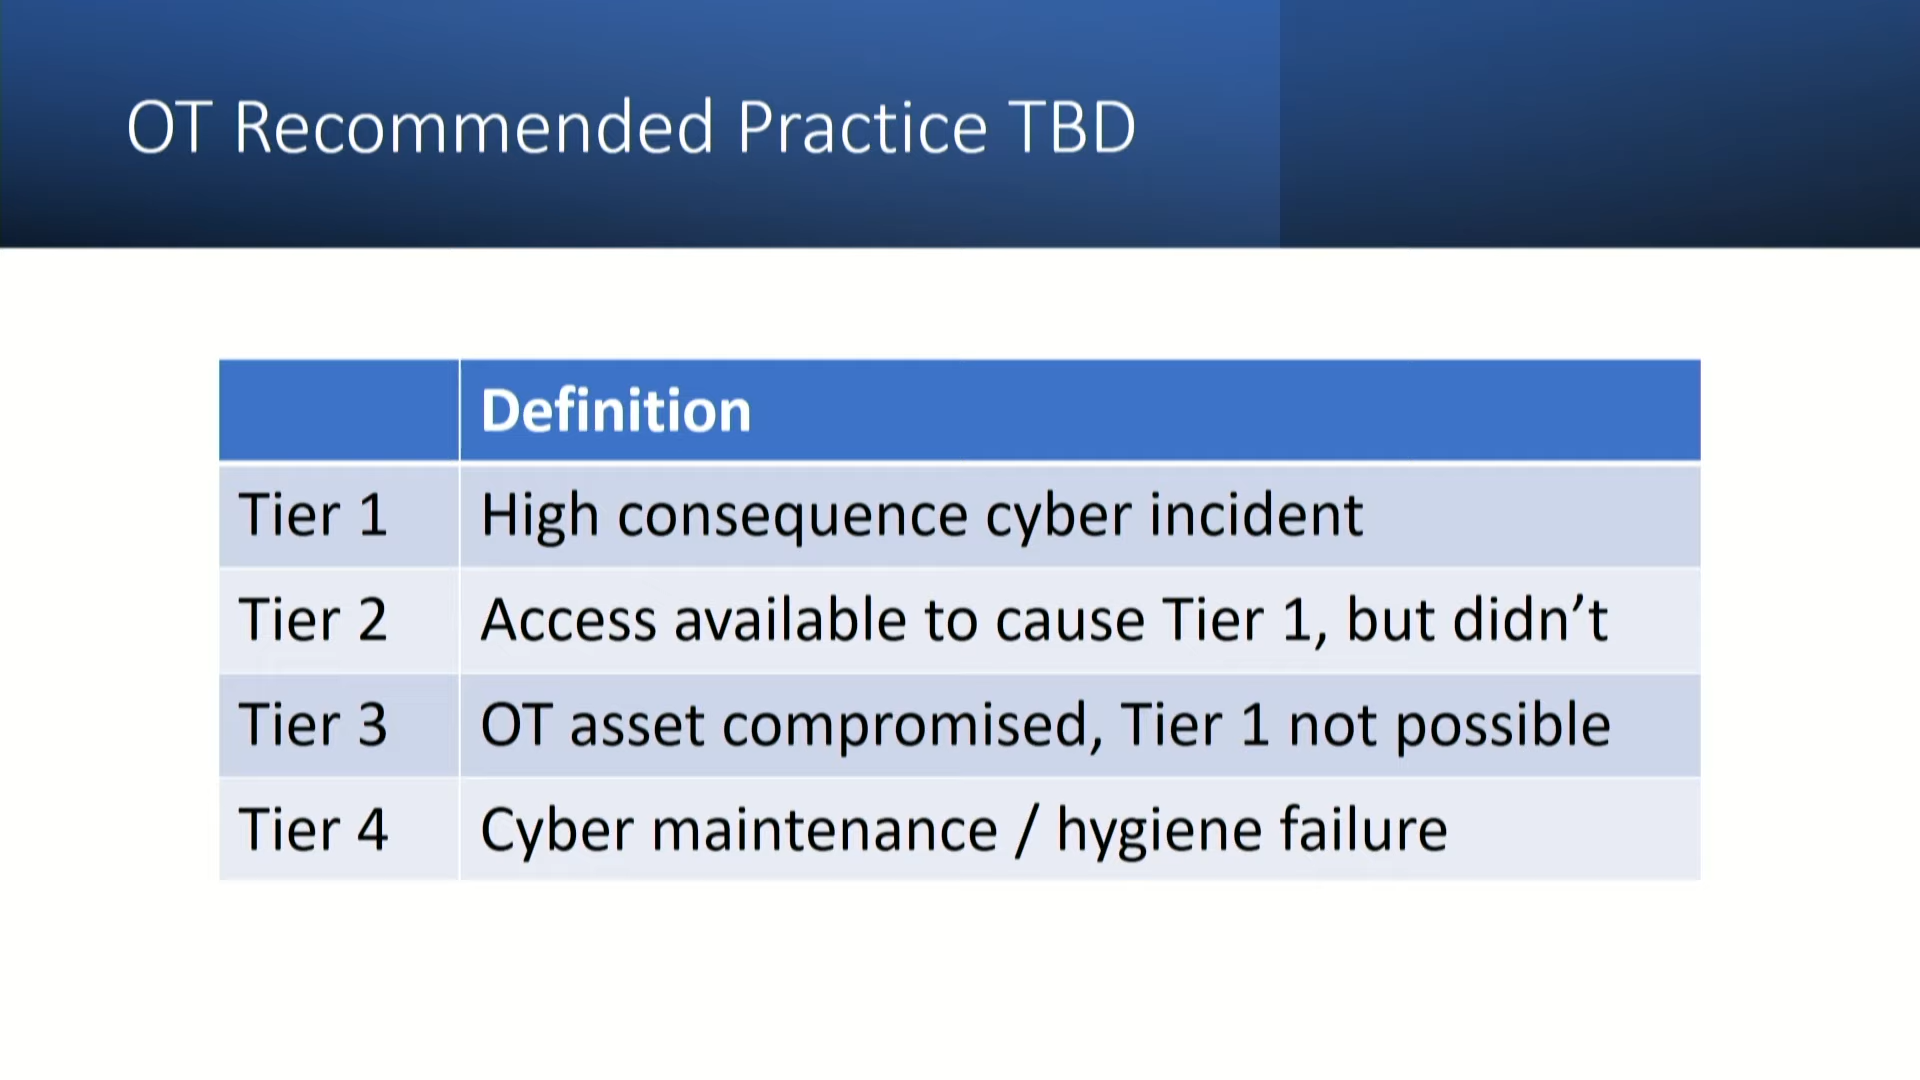 OT Recommended Practice TBD
Definition
Tier 1 High consequence cyber incident
Tier 2 Access available to cause Tier 1, but didn’t
Tier 3 OT asset compromised, Tier 1 not possible
Tier 4 Cyber maintenance / hygiene failure